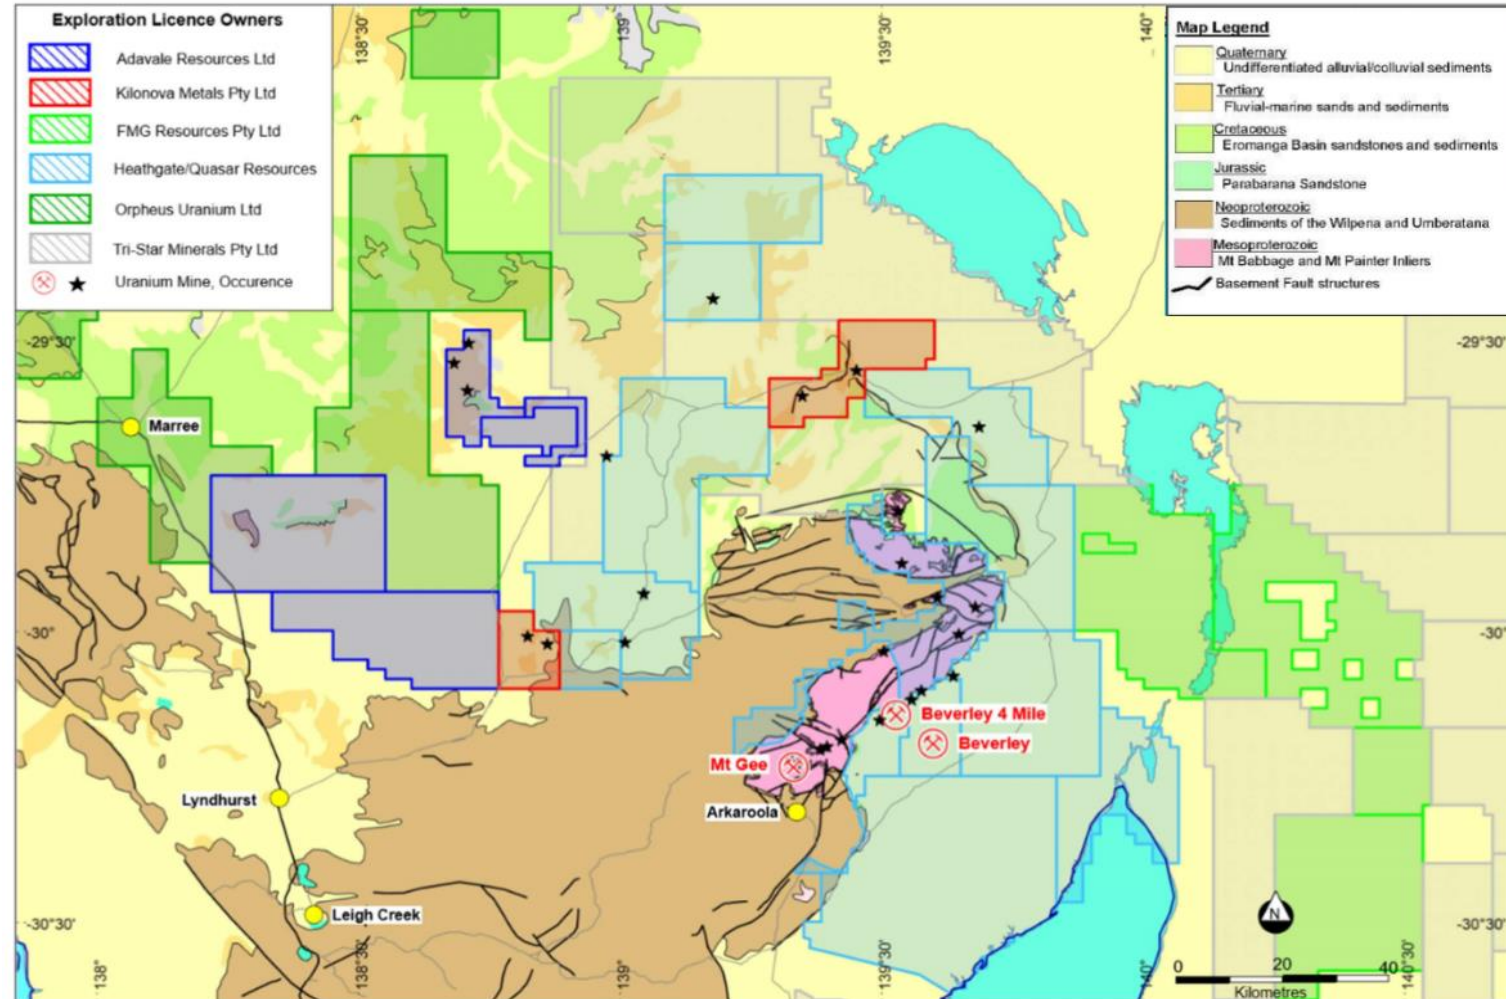 Exploration Licence Owners
Adavale Resources Ltd
Kilonova Metals Pty Ltd
FMG Resources Pty Ltd
Heathgate/Quasar Resources
Orpheus Uranium Ltd
Tri-Star Minerals Pty Ltd
Uranium Mine, Occurence
138°30'
139°
139°30'
140°
Map Legend
Quaternary
Undifferentiated alluvial/colluvial sediments
Tertiary
Fluvial-marine sands and sediments
Cretaceous
Eromanga Basin sandstones and sediments
Jurassic
Parabarana Sandstone
Neoproterozoic
Sediments of the Wilpena and Umberatana
Mesoproterozoic
Mt Babbage and Mt Painter Inliers
Basement Fault structures
-29°30'
-29°30'
Marree
-30°
-30°
Beverley 4 Mile
Beverley
Mt Gee
Lyndhurst
Arkaroola
Leigh Creek
-30°30'
-30°30'
N
0 20 40
Kilometres
138°
138°30'
139°
139°30'
140°
140°30'